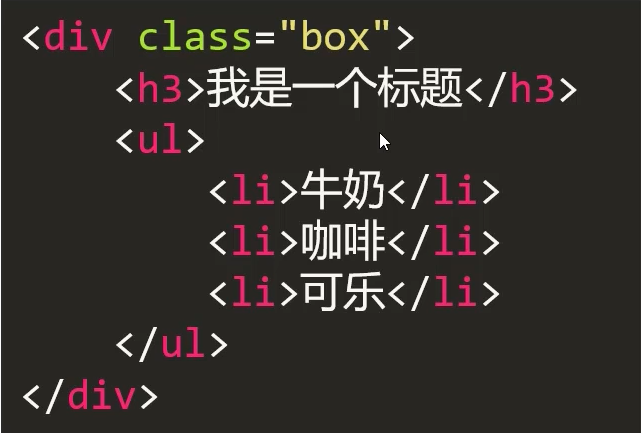 <div class="box">
    <h3>我是一个标题</h3>
    <ul>
        <li>牛奶</li>
        <li>咖啡</li>
        <li>可乐</li>
    </ul>
</div>